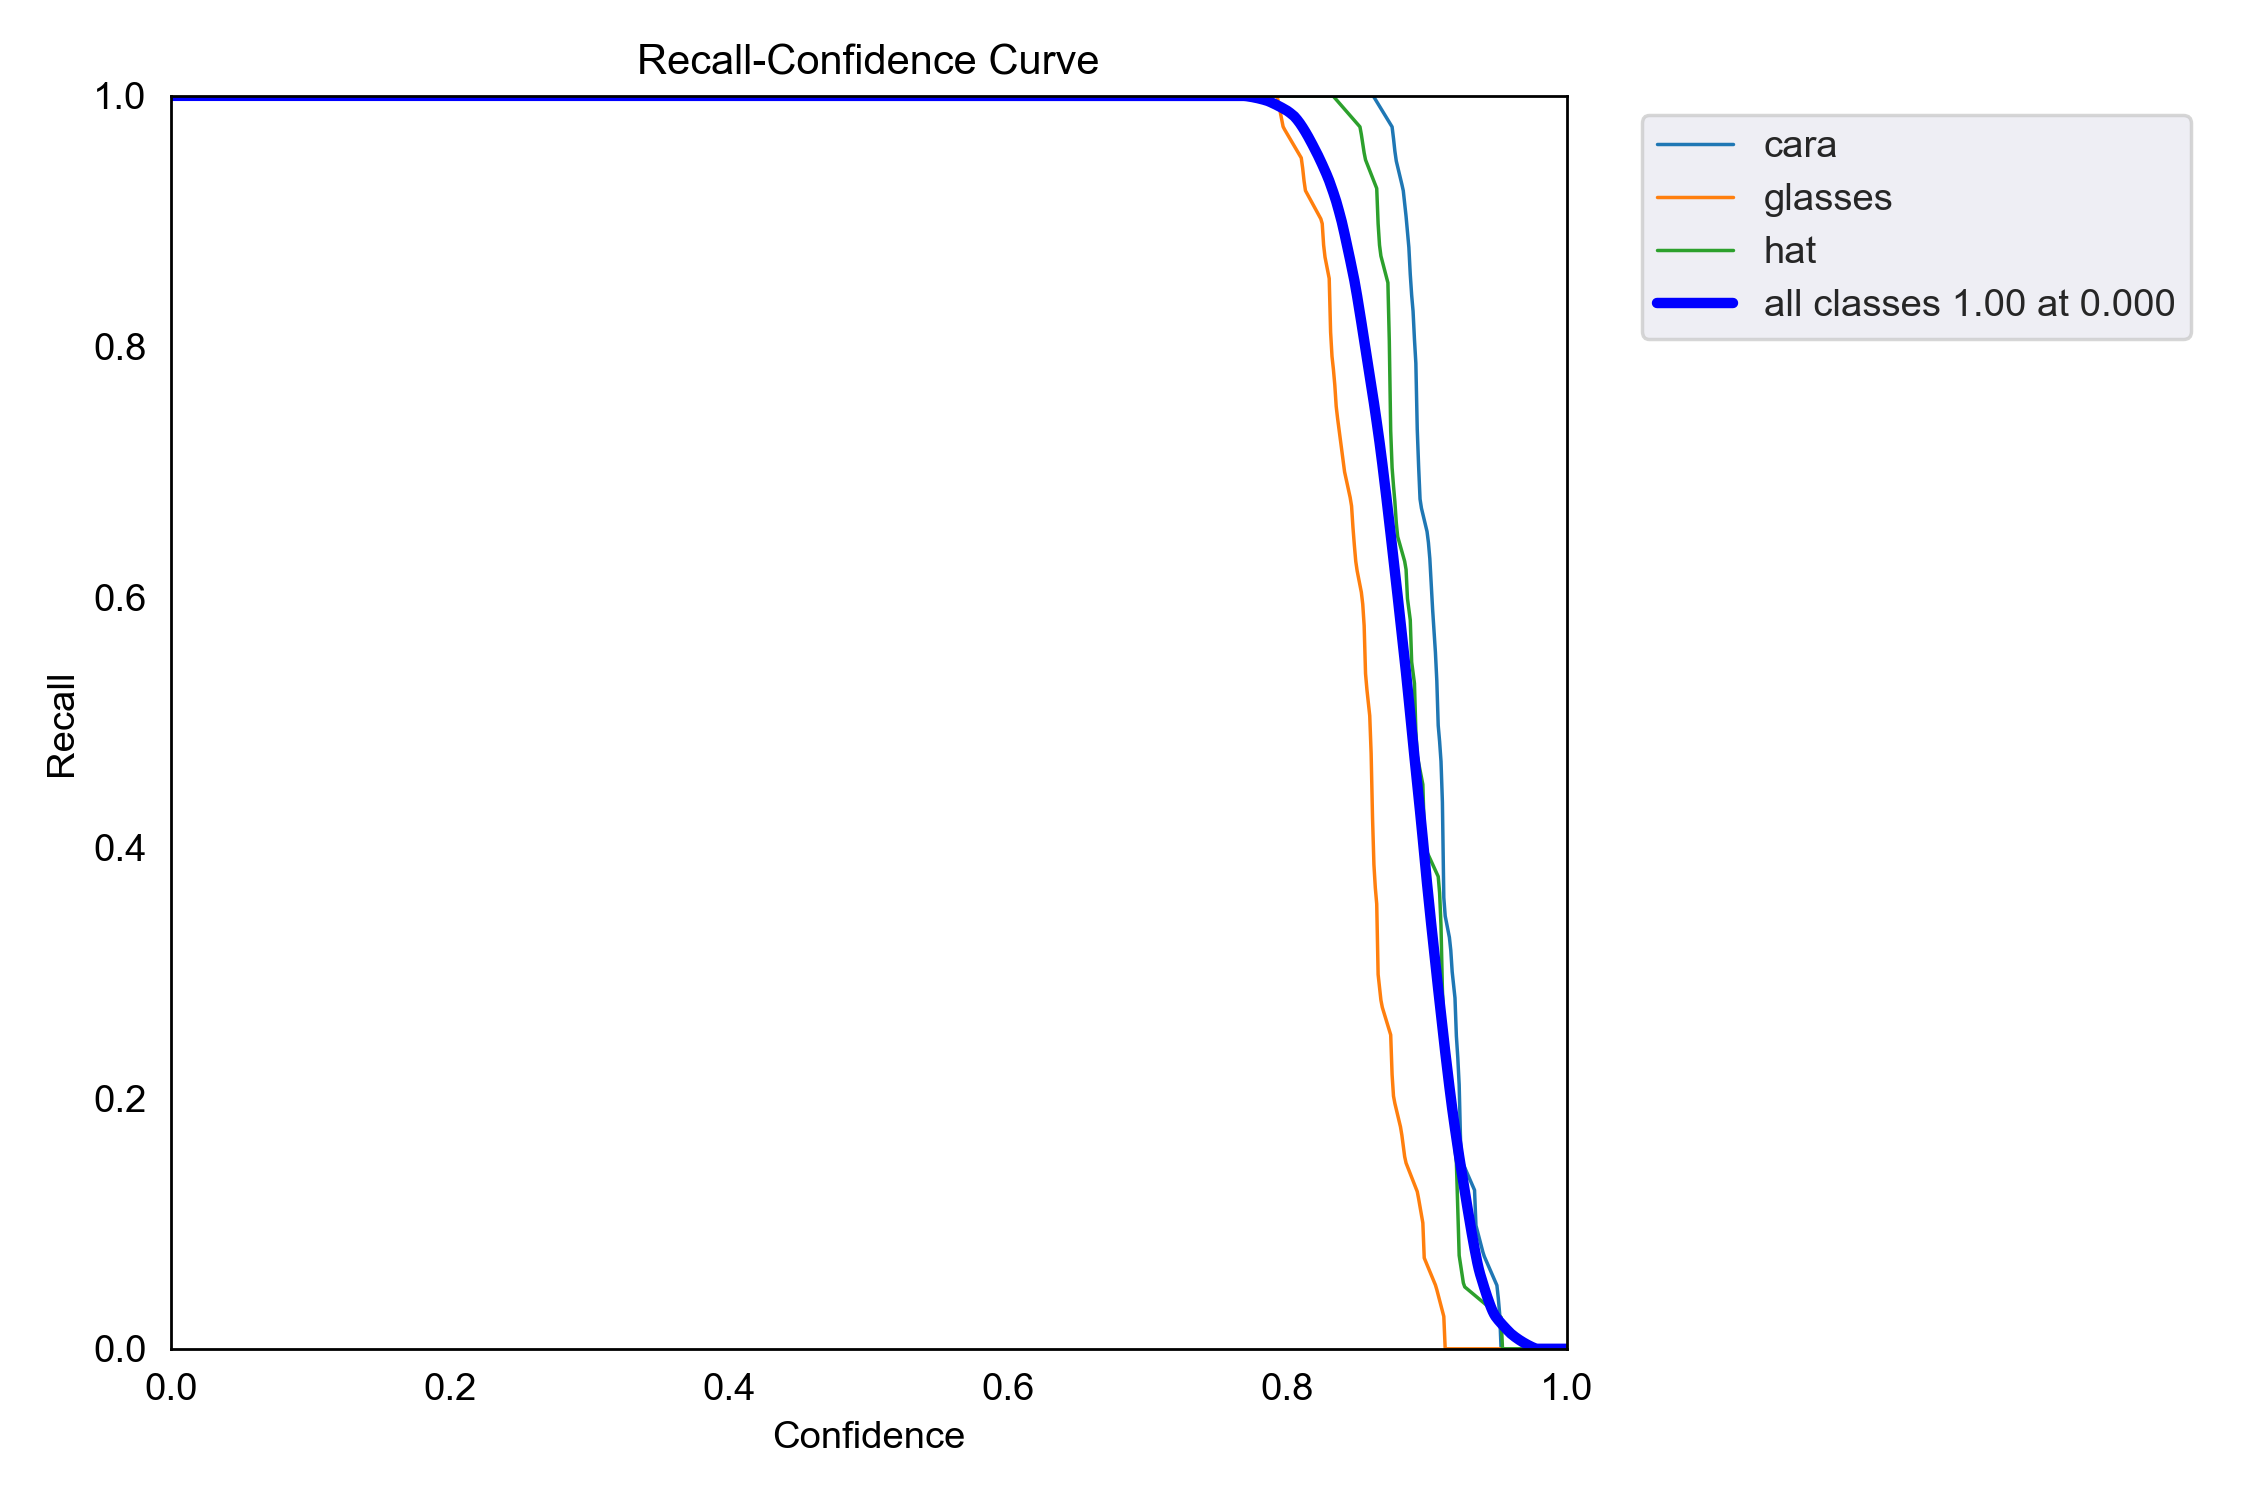 Recall-Confidence Curve
1.0
0.8
0.6
0.4
0.2
0.0
Recall
0.0 0.2 0.4 0.6 0.8 1.0
Confidence
cara
glasses
hat
all classes 1.00 at 0.000